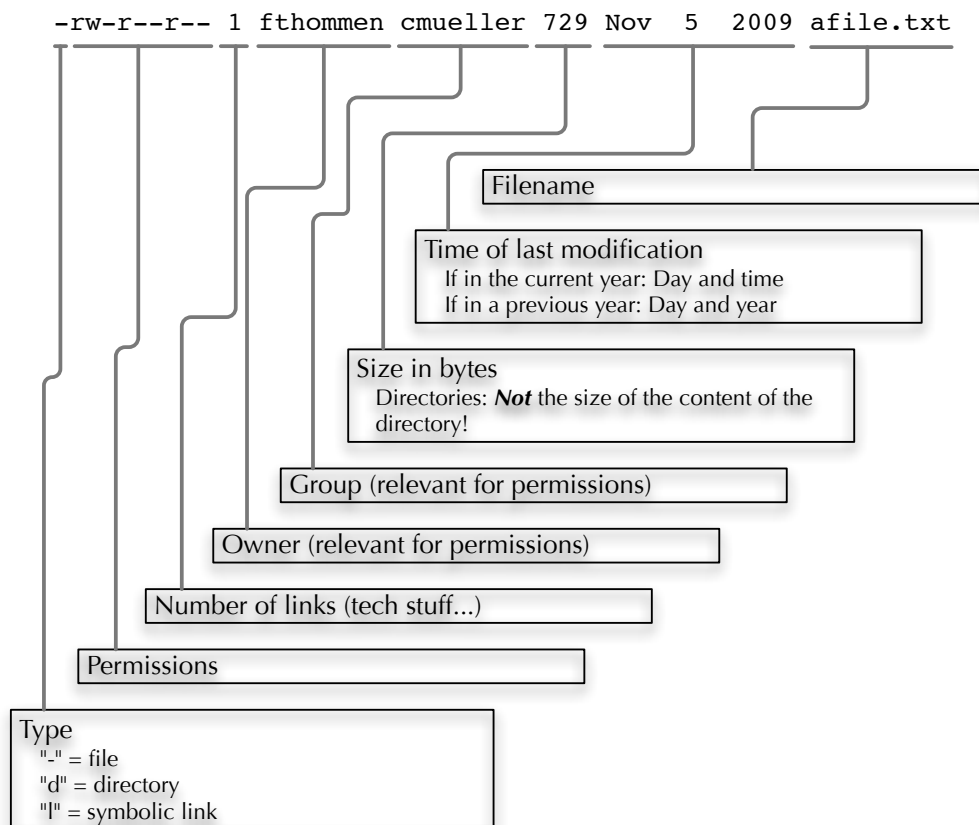 -rw-r--r-- 1 fthommen cmueller 729 Nov 5 2009 afile.txt
Filename
Time of last modification
If in the current year: Day and time
If in a previous year: Day and year
Size in bytes
Directories: Not the size of the content of the
directory!
Group (relevant for permissions)
Owner (relevant for permissions)
Number of links (tech stuff...)
Permissions
Type
"-" = file
"d" = directory
"l" = symbolic link